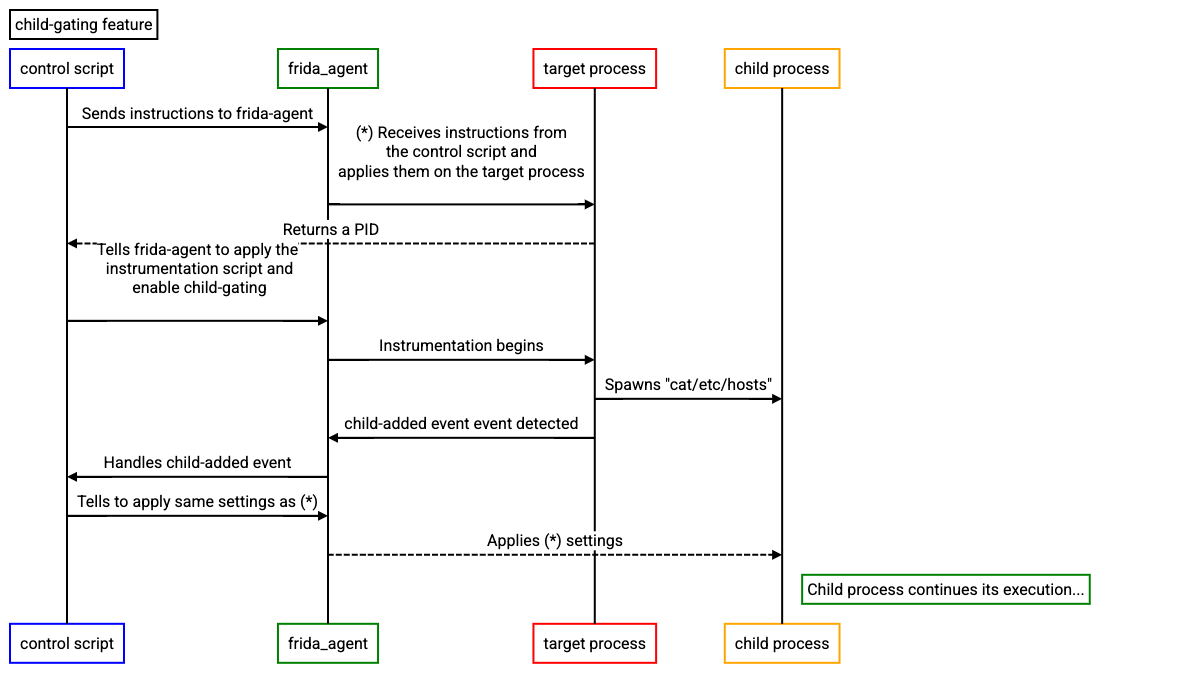 child-gating feature
control script
frida_agent
target process
child process
Sends instructions to frida-agent
(*) Receives instructions from
the control script and
applies them on the target process
Returns a PID
Tells frida-agent to apply the
instrumentation script and
enable child-gating
Instrumentation begins
Spawns "cat/etc/hosts"
child-added event event detected
Handles child-added event
Tells to apply same settings as (*)
Applies (*) settings
Child process continues its execution...
control script
frida_agent
target process
child process